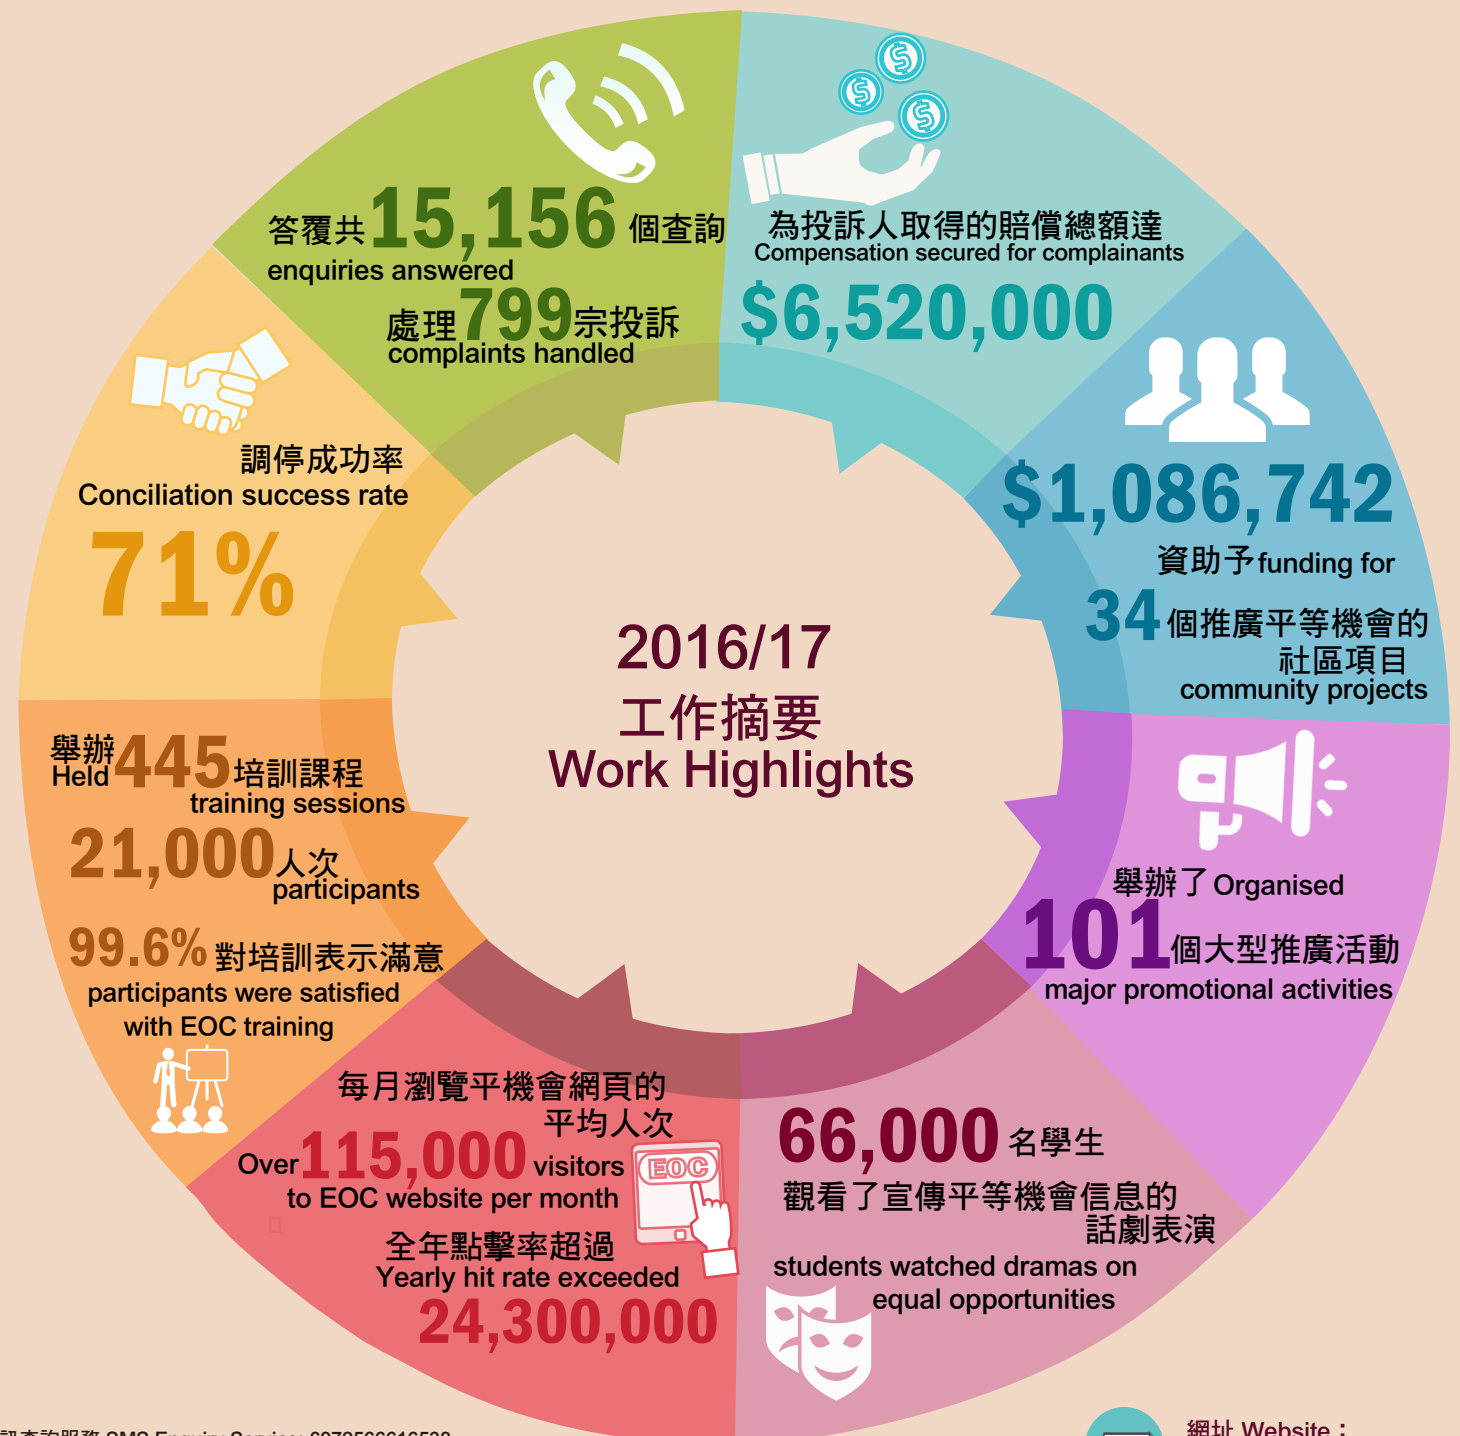 答覆共15,156 個查詢
enquiries answered
處理799宗投訴
complaints handled
為投訴人取得的賠償總額達
Compensation secured for complainants
$6,520,000
$1,086,742
資助予funding for
34個推廣平等機會的
社區項目
community projects
舉辦了Organised
101個大型推廣活動
major promotional activities
66,000 名學生
觀看了宣傳平等機會信息的
話劇表演
students watched dramas on
equal opportunities
每月瀏覽平機會網頁的
平均人次
Over115,000 visitors
to EOC website per month
EOC
全年點擊率超過
Yearly hit rate exceeded
24,300,000
舉辦
Held 445培訓課程
training sessions
21,000人次
participants
99.6% 對培訓表示滿意
participants were satisfied
with EOC training
調停成功率
Conciliation success rate
71%
2016/17
工作摘要
Work Highlights
網址 Website：